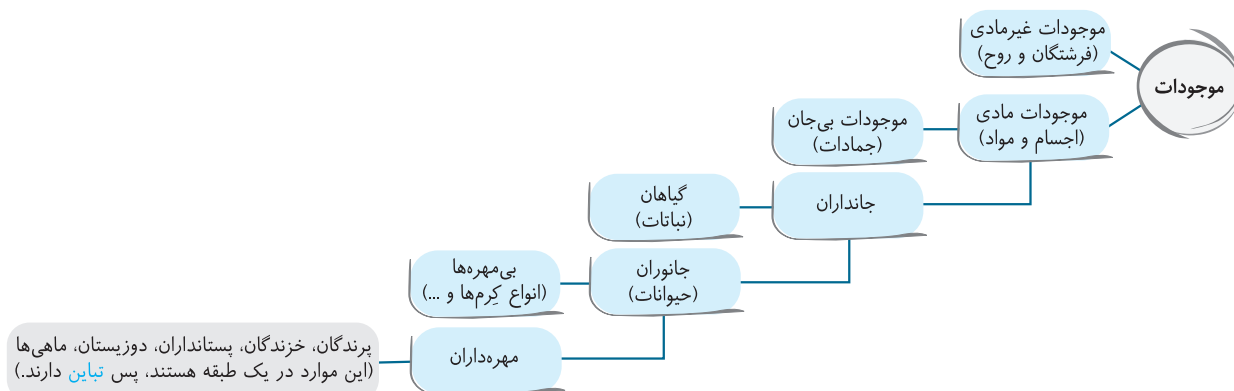 موجودات
موجودات غیرمادی
(فرشتگان و روح)
موجودات مادی
(اجسام و مواد)
موجودات بی‌جان
(جمادات)
جانداران
گیاهان
(نباتات)
جانوران
(حیوانات)
بی‌مهره‌ها
(انواع کِرم‌ها و ...)
مهره‌داران
پرندگان، خزندگان، پستانداران، دوزیستان، ماهی‌ها
(این موارد در یک طبقه هستند، پس تباین دارند.)